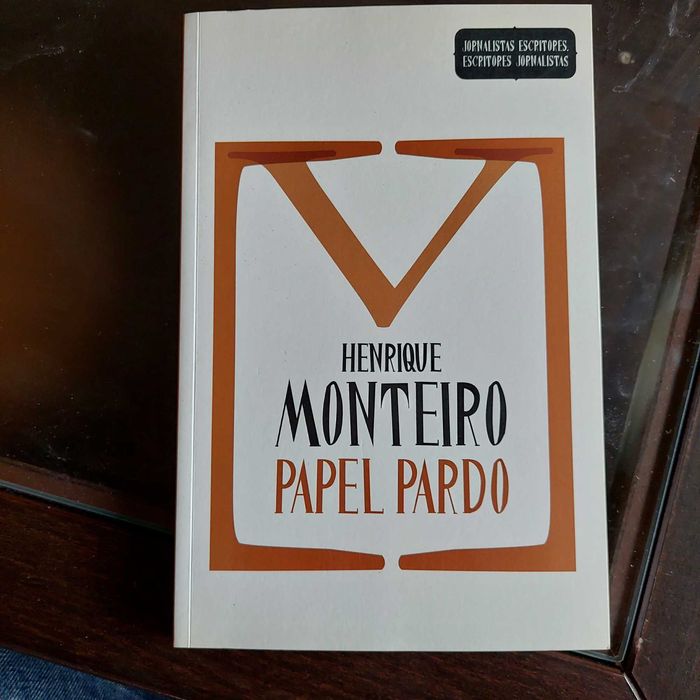 JORNALISTAS ESCRITORES,
ESCRITORES JORNALISTAS
HENRIQUE
MONTEIRO
PAPEL PARDO